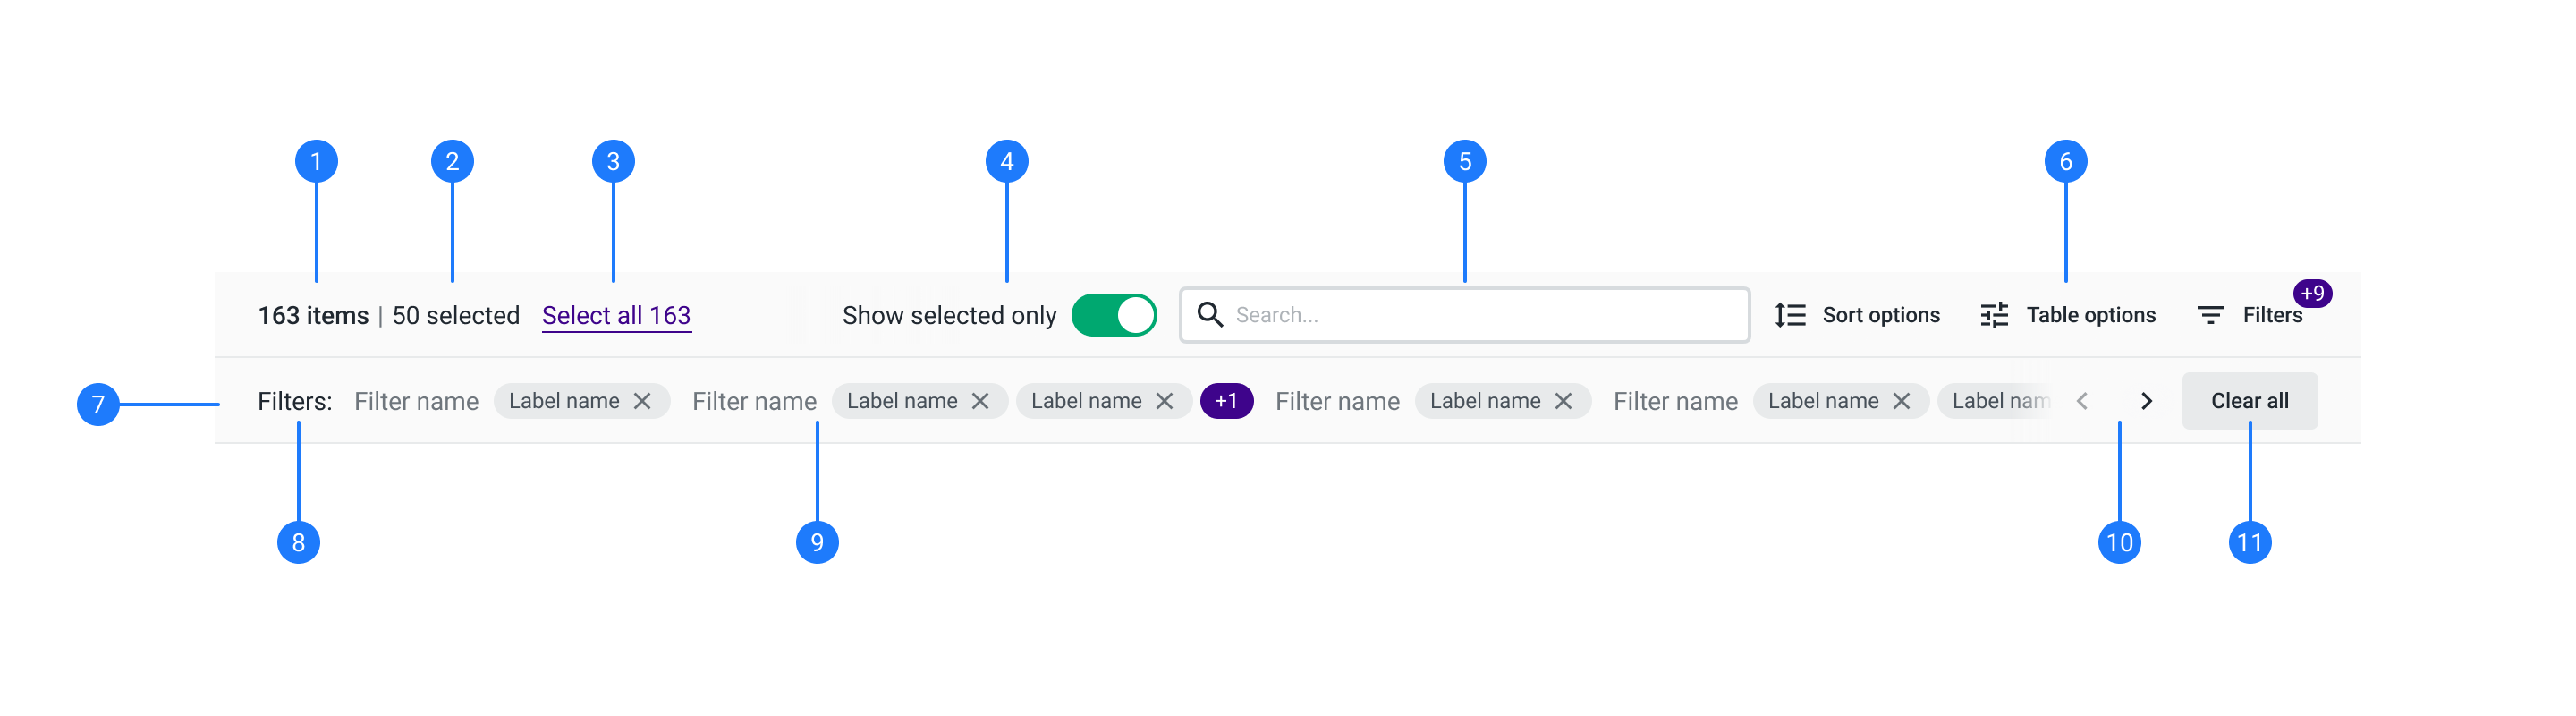 1 2 3 4 5 6
+9
163 items | 50 selected Select all 163 Show selected only Search... Sort options Table options Filters
7 Filters: Filter name Label name Filter name Label name Label name +1 Filter name Label name Filter name Label name Label nam Clear all
8 9 10 11